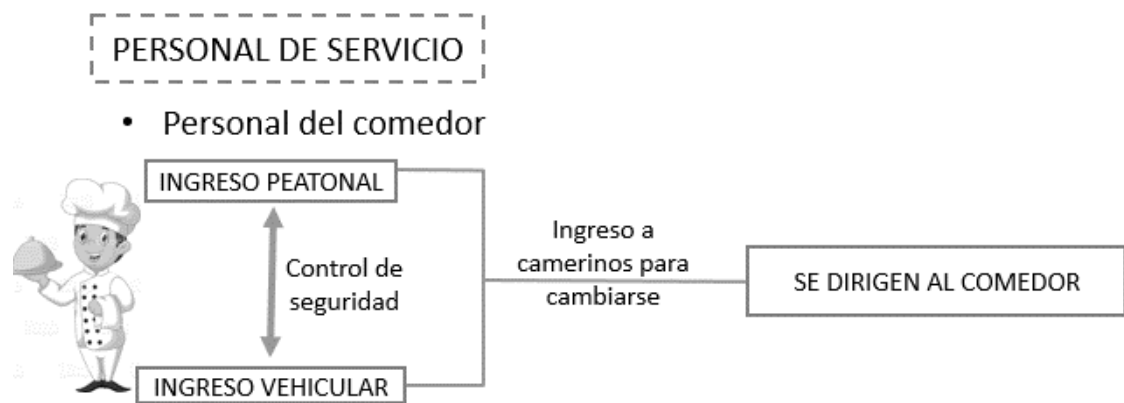 PERSONAL DE SERVICIO
• Personal del comedor
INGRESO PEATONAL
Control de
seguridad
INGRESO VEHICULAR
Ingreso a
camerinos para
cambiarse
SE DIRIGEN AL COMEDOR